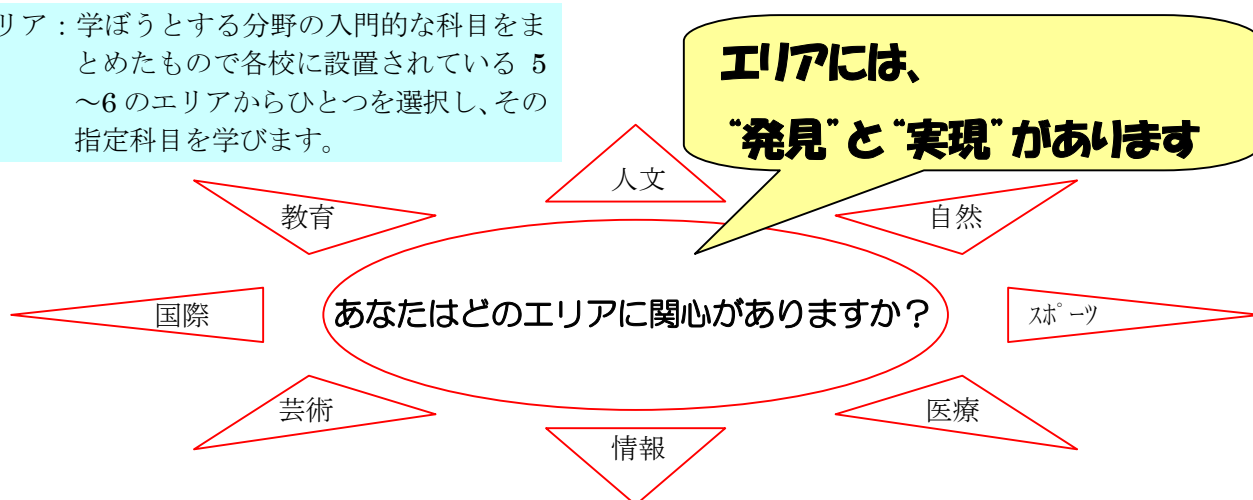 リア：学ぼうとする分野の入門的な科目をま
とめたもので各校に設置されている 5
～6 のエリアからひとつを選択し、その
指定科目を学びます。
エリアには、
“発見”と“実現”があります
人文
教育
自然
国際
あなたはどのエリアに関心がありますか？
スポーツ
芸術
医療
情報